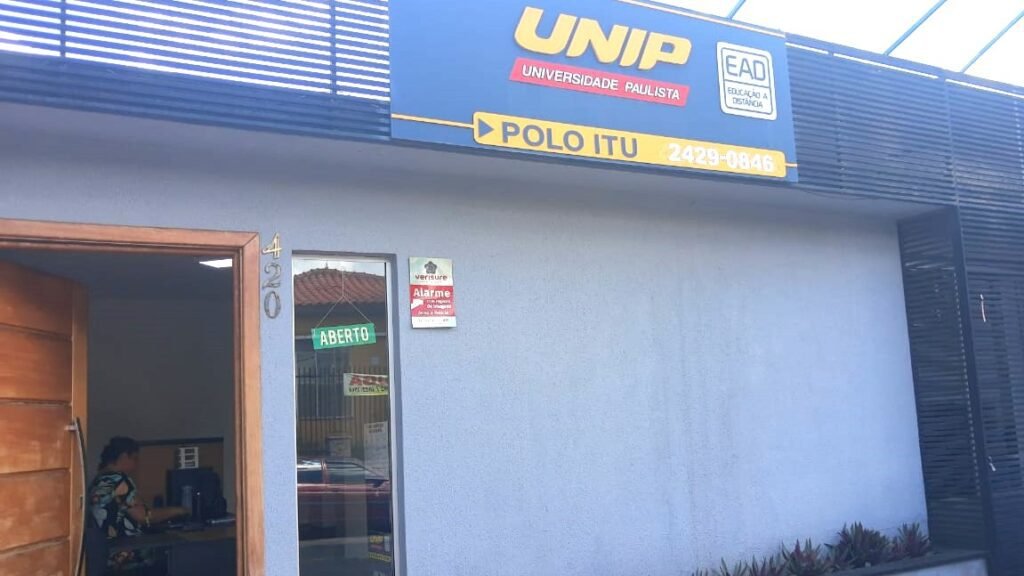 UNIP
UNIVERSIDADE PAULISTA
EAD
EDUCAÇÃO A
DISTÂNCIA
POLO ITU 2429-0846
420
ABERTO
verisure
Alarme